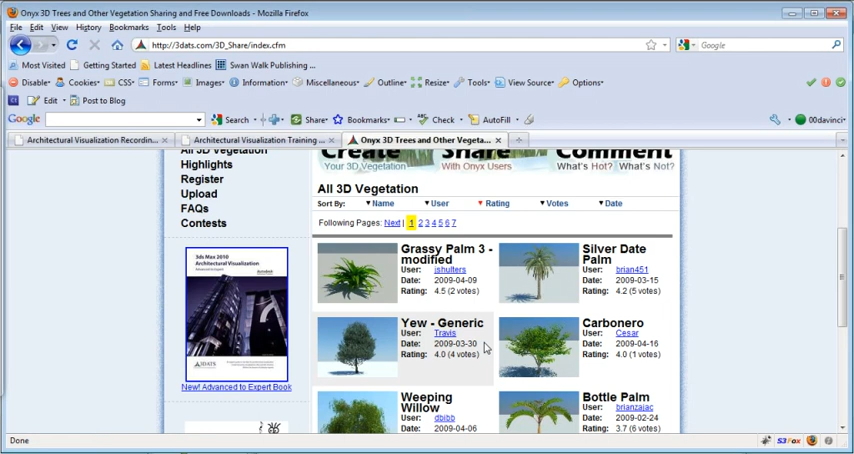 Onyx 3D Trees and Other Vegetation Sharing and Free Downloads - Mozilla Firefox
File Edit View History Bookmarks Tools Help
http://3dats.com/3D_Share/index.cfm
Google
Most Visited Getting Started Latest Headlines Swan Walk Publishing ...
Disable Cookies CSS Forms Images Information Miscellaneous Outline Resize Tools View Source Options
Edit Post to Blog
Google Search Share Bookmarks Check AutoFill 00davinci
Architectural Visualization Recordin... Architectural Visualization Training ... Onyx 3D Trees and Other Vegeta...
All 3D Vegetation
Highlights
Register
Upload
FAQs
Contests
3ds Max 2010
Architectural Visualization
3DATS
New! Advanced to Expert Book
Create Share Comment
Your 3D Vegetation With Onyx Users What's Hot? What's Not?
All 3D Vegetation
Sort By: Name User Rating Votes Date
Following Pages: Next | 1 2 3 4 5 6 7
Grassy Palm 3 -
modified
User: jshulters
Date: 2009-04-09
Rating: 4.5 (2 votes)
Silver Date
Palm
User: brian451
Date: 2009-03-15
Rating: 4.2 (5 votes)
Yew - Generic
User: Travis
Date: 2009-03-30
Rating: 4.0 (4 votes)
Carbonero
User: Cesar
Date: 2009-04-16
Rating: 4.0 (1 votes)
Weeping
Willow
User: dbibb
Date: 2009-04-06
Bottle Palm
User: brianzajac
Date: 2009-02-24
Rating: 3.7 (6 votes)
Done
S3Fox